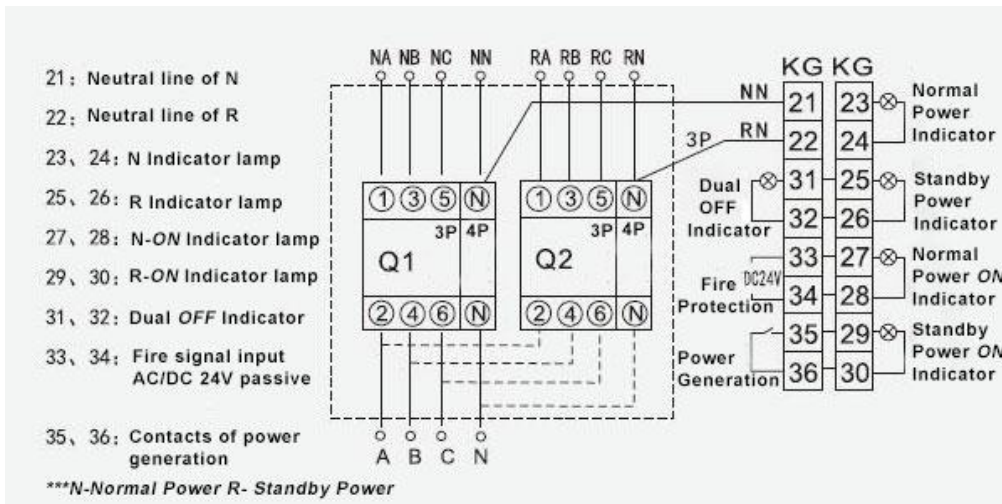 21: Neutral line of N
22: Neutral line of R
23、24: N Indicator lamp
25、26: R Indicator lamp
27、28: N-ON Indicator lamp
29、30: R-ON Indicator lamp
31、32: Dual OFF Indicator
33、34: Fire signal input
AC/DC 24V passive
35、36: Contacts of power
generation
***N-Normal Power R- Standby Power
NA NB NC NN RA RB RC RN
1 3 5 N
3P 4P
Q1
2 4 6 N
1 3 5 N
3P 4P
Q2
2 4 6 N
A B C N
NN
3P RN
KG KG
21 23
22 24
31 25
32 26
33 27
34 28
35 29
36 30
Dual
OFF
Indicator
Fire DC24V
Protection
Power
Generation
Normal
Power
Indicator
Standby
Power
Indicator
Normal
Power ON
Indicator
Standby
Power ON
Indicator